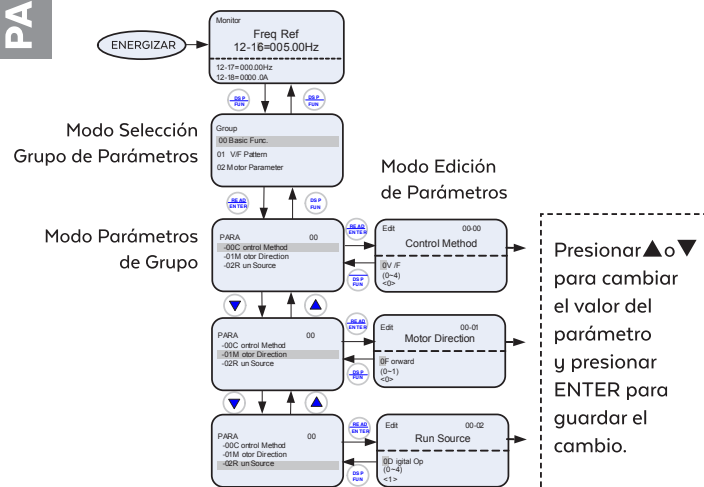 PA
ENERGIZAR
Monitor
Freq Ref
12-16=005.00Hz
12-17=000.00Hz
12-18=0000.0A
DSP
FUN
DSP
FUN
Modo Selección
Grupo de Parámetros
Group
00 Basic Func.
01 V/F Pattern
02 Motor Parameter
READ
ENTER
DSP
FUN
Modo Edición
de Parámetros
Modo Parámetros
de Grupo
PARA 00
-00C ontrol Method
-01M otor Direction
-02R un Source
READ
ENTER
DSP
FUN
Edit 00-00
Control Method
0V /F
(0~4)
<0>
▼ ▲
PARA 00
-00C ontrol Method
-01M otor Direction
-02R un Source
READ
ENTER
DSP
FUN
Edit 00-01
Motor Direction
0F orward
(0~1)
<0>
▼ ▲
PARA 00
-00C ontrol Method
-01M otor Direction
-02R un Source
READ
ENTER
DSP
FUN
Edit 00-02
Run Source
0D igital Op
(0~4)
<1>
Presionar ▲ o ▼
para cambiar
el valor del
parámetro
y presionar
ENTER para
guardar el
cambio.